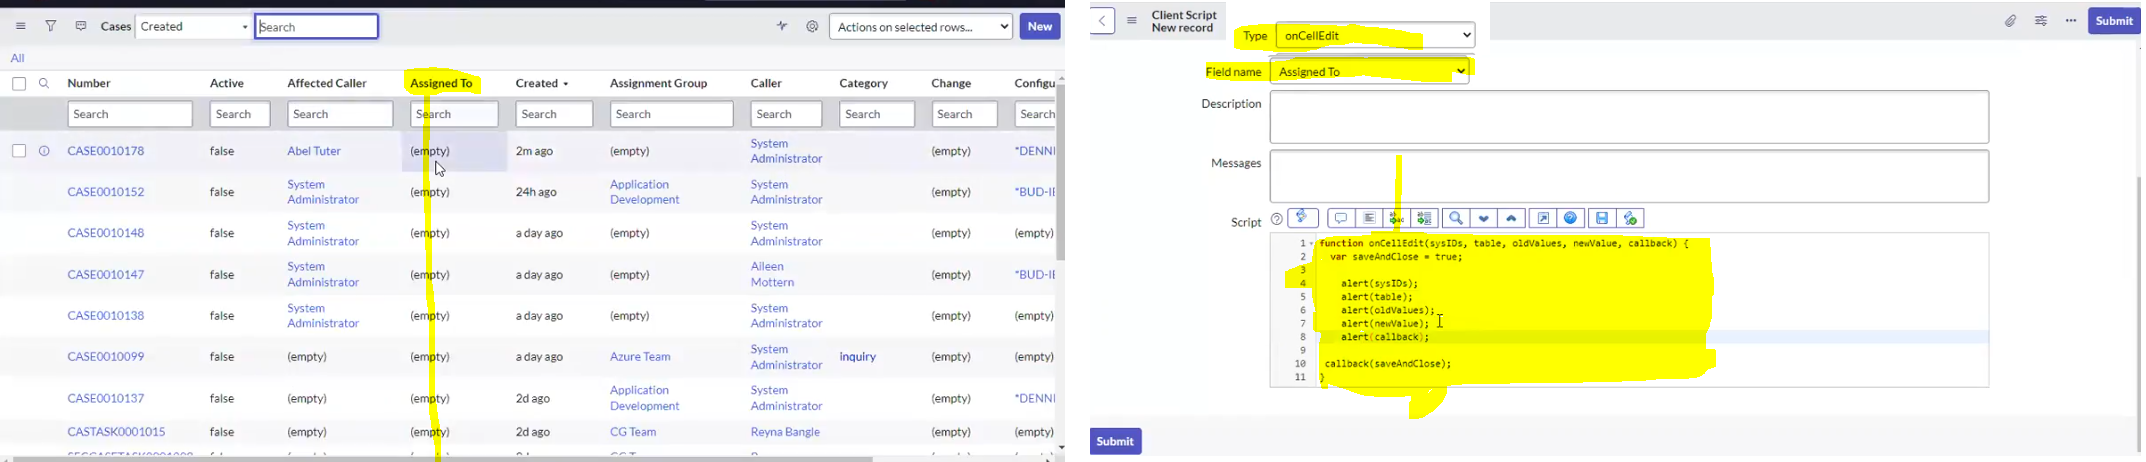 Cases Created Search Actions on selected rows... New
All
Number Active Affected Caller Assigned To Created Assignment Group Caller Category Change Configu
Search Search Search Search Search Search Search Search Search Search
CASE0010178 false Abel Tuter (empty) 2m ago (empty) System Administrator (empty) *DENNI
CASE0010152 false System Administrator (empty) 24h ago Application Development System Administrator (empty) *BUD-IE
CASE0010148 false System Administrator (empty) a day ago (empty) System Administrator (empty) (empty)
CASE0010147 false System Administrator (empty) a day ago (empty) Aileen Mottern (empty) *BUD-IE
CASE0010138 false System Administrator (empty) a day ago (empty) System Administrator (empty) (empty)
CASE0010099 false (empty) (empty) a day ago Azure Team System Administrator inquiry (empty) (empty)
CASE0010137 false (empty) (empty) 2d ago Application Development System Administrator (empty) *DENNI
CASTASK0001015 false (empty) (empty) 2d ago CG Team Reyna Bangle (empty) (empty)
Client Script
New record
Submit
Type onCellEdit
Field name Assigned To
Description
Messages
Script
1 function onCellEdit(sysIDs, table, oldValues, newValue, callback) {
2 var saveAndClose = true;
3
4 alert(sysIDs);
5 alert(table);
6 alert(oldValues);
7 alert(newValue);
8 alert(callback);
9
10 callback(saveAndClose);
11 }
Submit